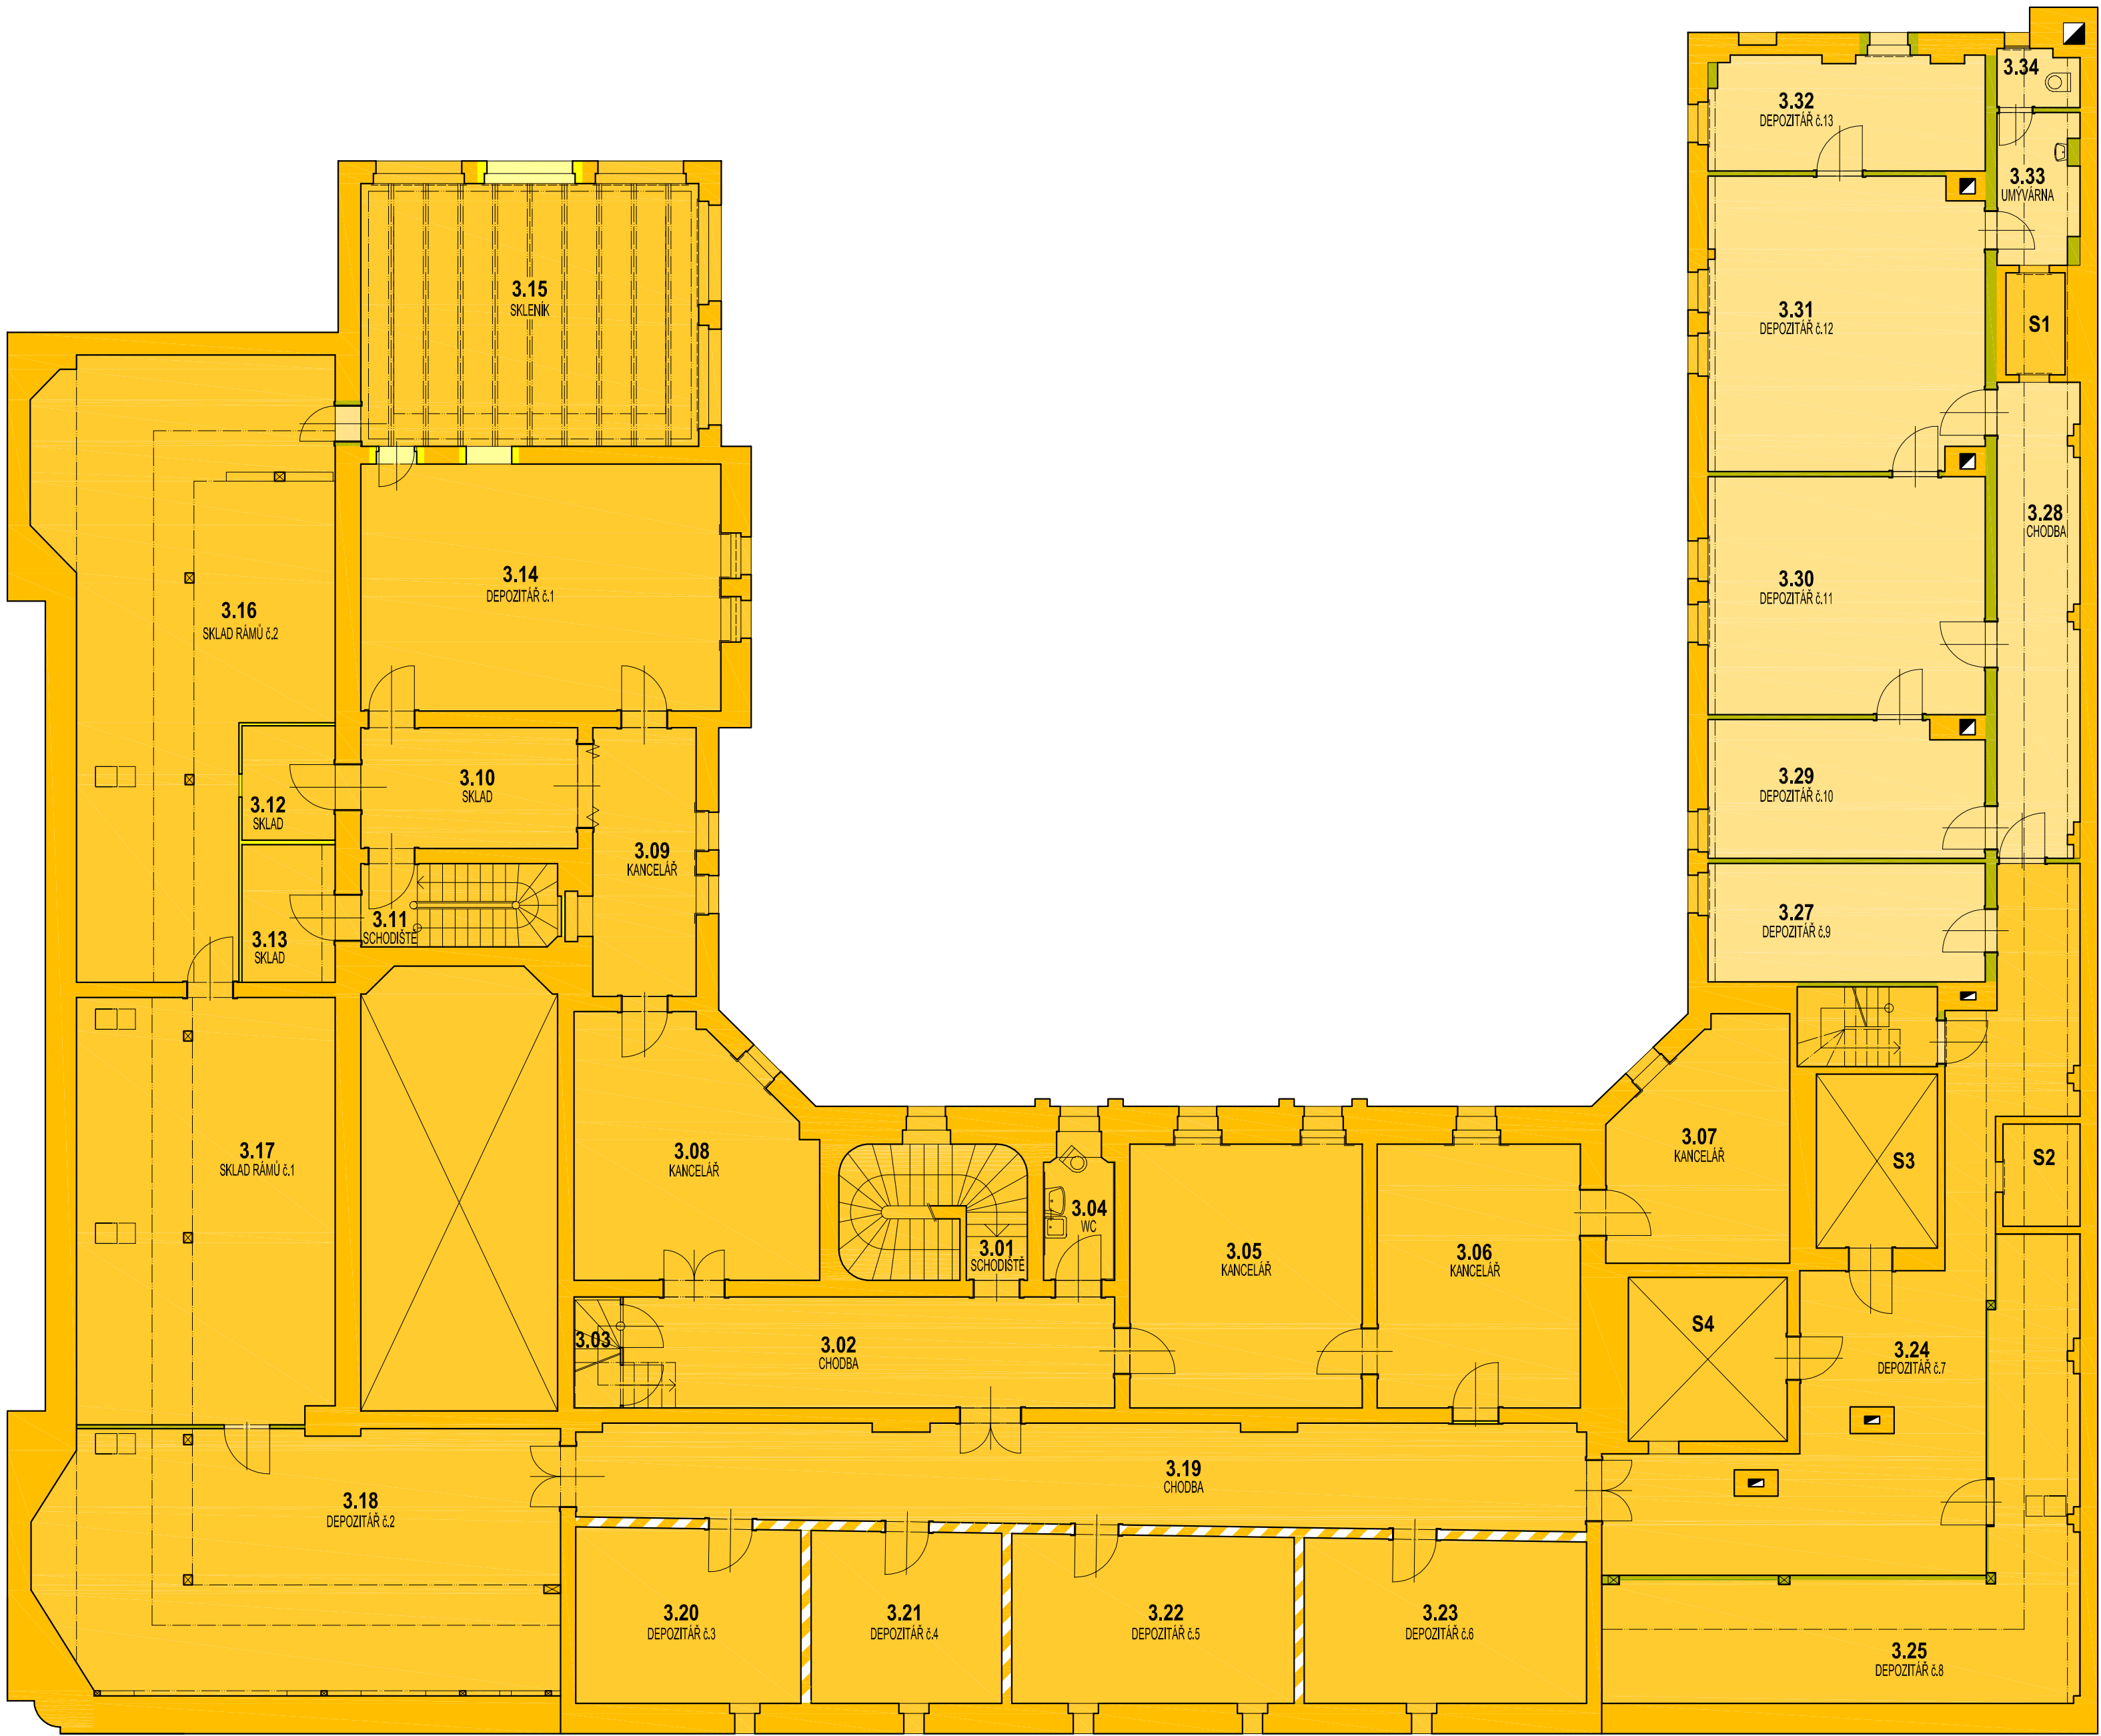 3.34
3.32
DEPOZITÁŘ č.13
3.33
UMÝVÁRNA
3.15
SKLENÍK
3.31
DEPOZITÁŘ č.12
S1
3.28
CHODBA
3.14
DEPOZITÁŘ č.1
3.30
DEPOZITÁŘ č.11
3.16
SKLAD RÁMŮ č.2
3.10
SKLAD
3.29
DEPOZITÁŘ č.10
3.12
SKLAD
3.09
KANCELÁŘ
3.11
SCHODIŠTĚ
3.27
DEPOZITÁŘ č.9
3.13
SKLAD
3.17
SKLAD RÁMŮ č.1
3.08
KANCELÁŘ
3.07
KANCELÁŘ
S3
S2
3.04
WC
3.01
SCHODIŠTĚ
3.05
KANCELÁŘ
3.06
KANCELÁŘ
3.03
3.02
CHODBA
S4
3.24
DEPOZITÁŘ č.7
3.19
CHODBA
3.18
DEPOZITÁŘ č.2
3.20
DEPOZITÁŘ č.3
3.21
DEPOZITÁŘ č.4
3.22
DEPOZITÁŘ č.5
3.23
DEPOZITÁŘ č.6
3.25
DEPOZITÁŘ č.8